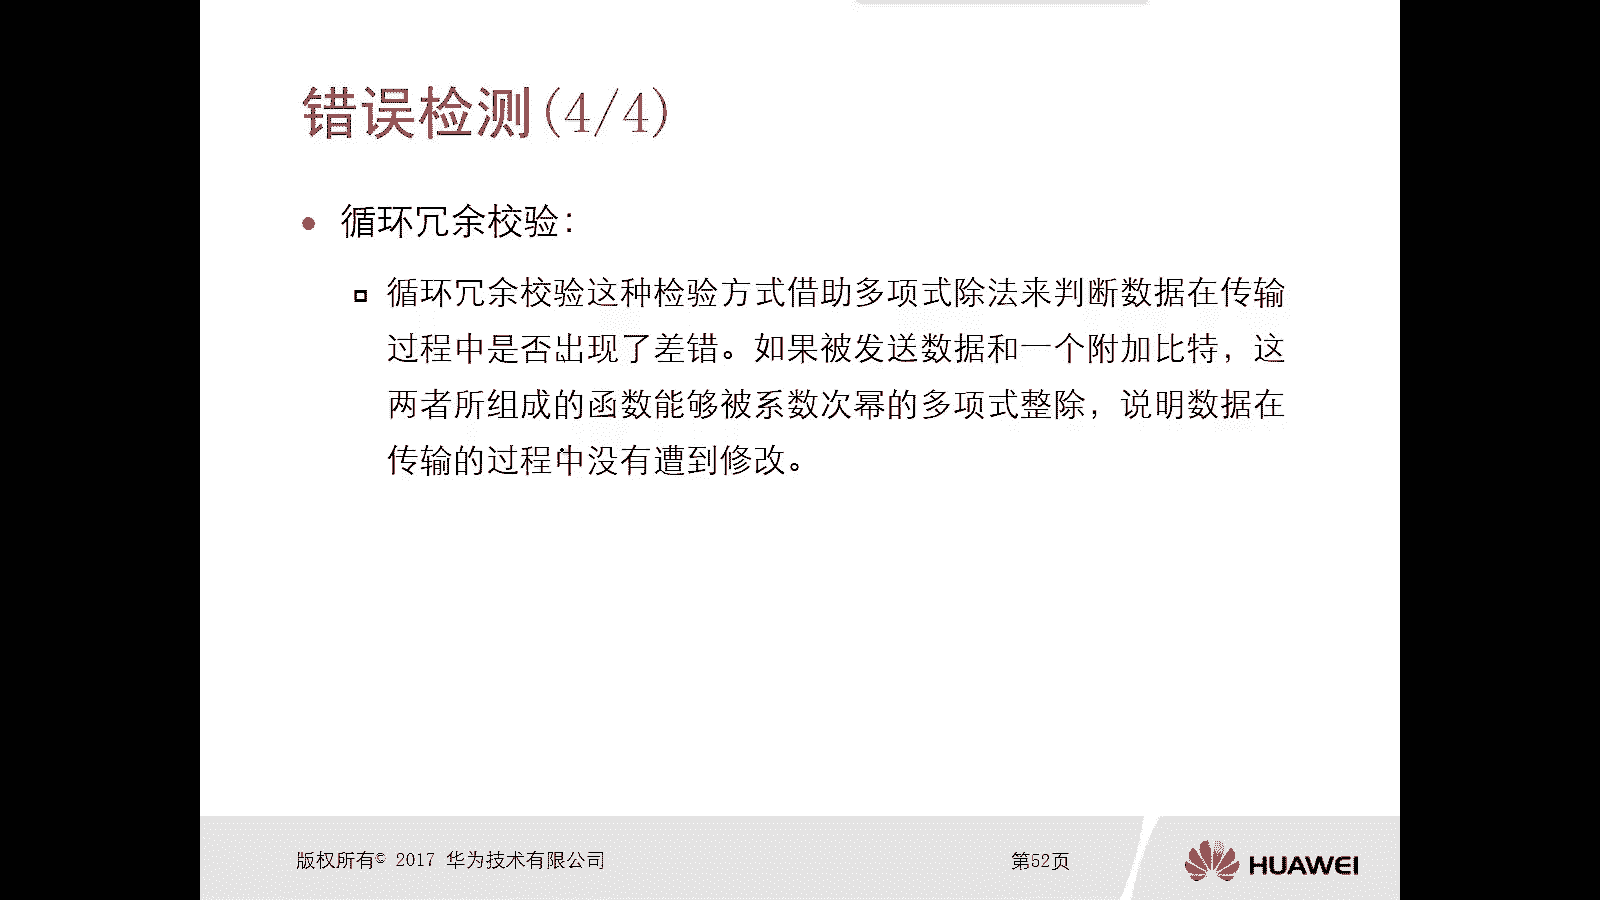 错误检测(4/4)
循环冗余校验：
循环冗余校验这种检验方式借助多项式除法来判断数据在传输
过程中是否出现了差错。如果被发送数据和一个附加比特，这
两者所组成的函数能够被系数次幂的多项式整除，说明数据在
传输的过程中没有遭到修改。
版权所有© 2017 华为技术有限公司
第52页
HUAWEI